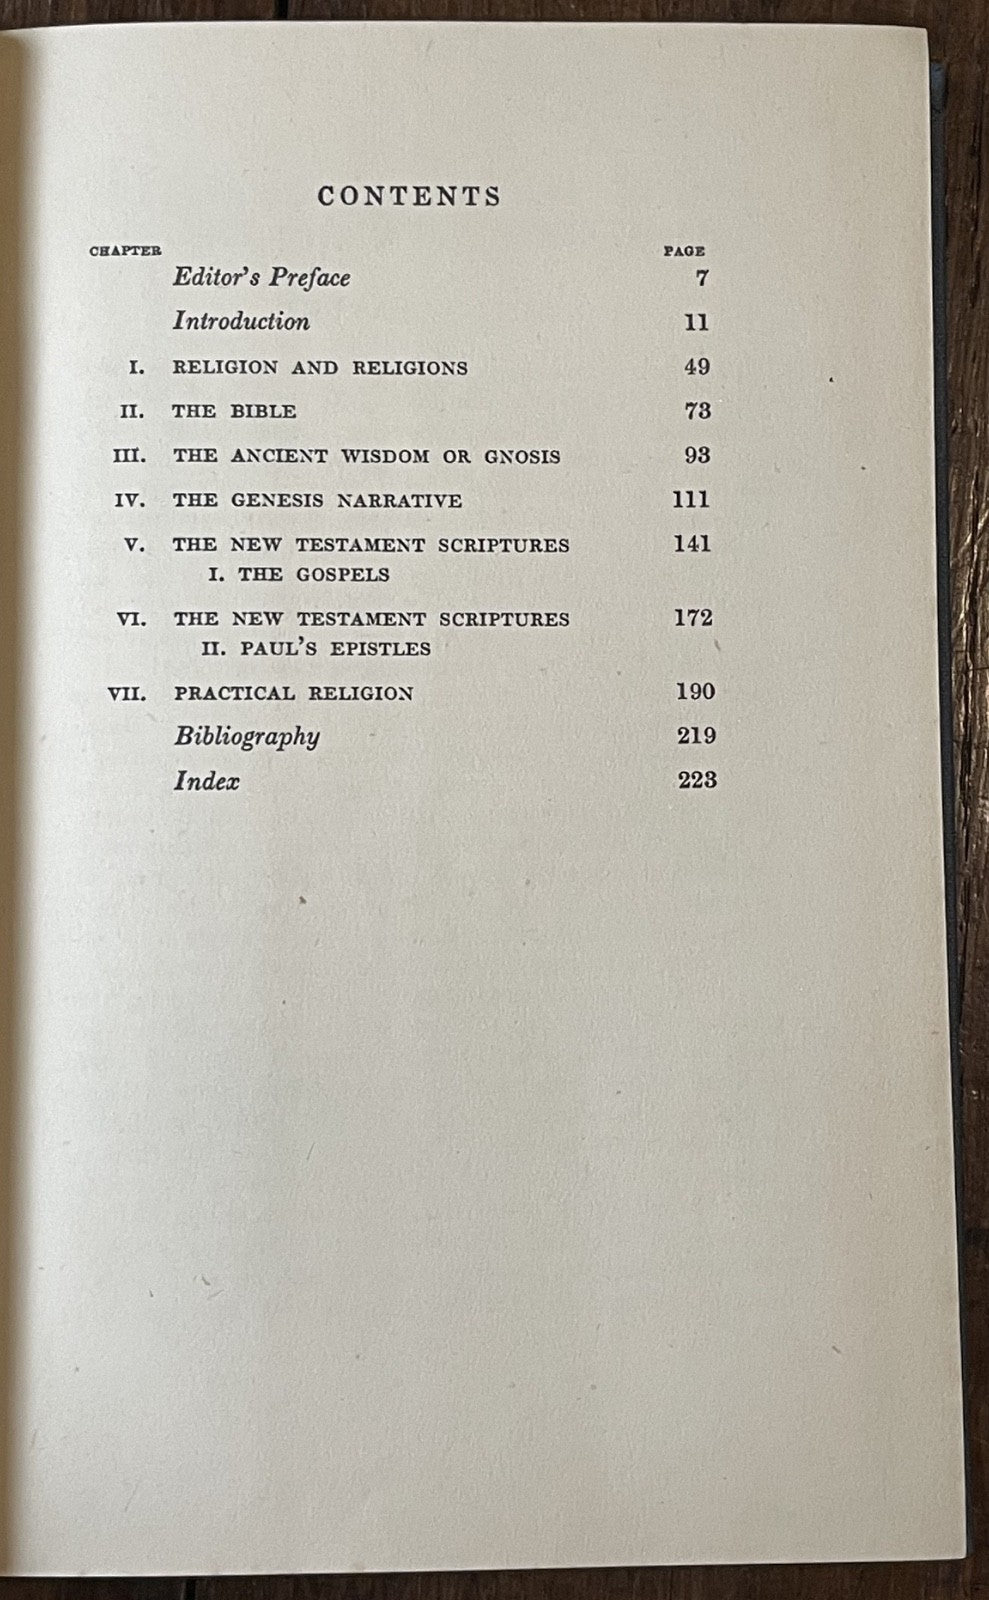 CONTENTS
CHAPTER PAGE
Editor's Preface 7
Introduction 11
I. RELIGION AND RELIGIONS 49
II. THE BIBLE 73
III. THE ANCIENT WISDOM OR GNOSIS 93
IV. THE GENESIS NARRATIVE 111
V. THE NEW TESTAMENT SCRIPTURES 141
I. THE GOSPELS
VI. THE NEW TESTAMENT SCRIPTURES 172
II. PAUL'S EPISTLES
VII. PRACTICAL RELIGION 190
Bibliography 219
Index 223